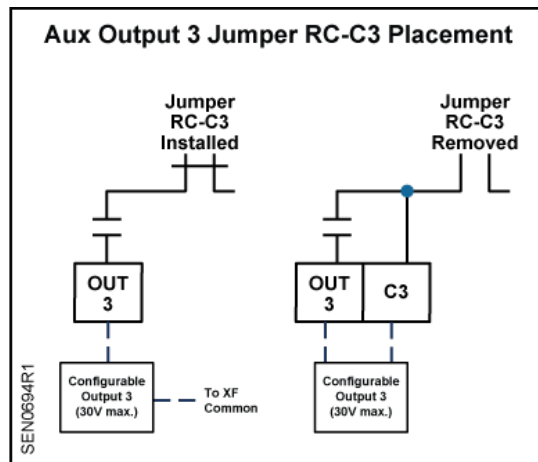 Aux Output 3 Jumper RC-C3 Placement
Jumper
RC-C3
Installed
Jumper
RC-C3
Removed
OUT
3
OUT
3
C3
Configurable
Output 3
(30V max.)
To XF
Common
Configurable
Output 3
(30V max.)
SEN0694R1